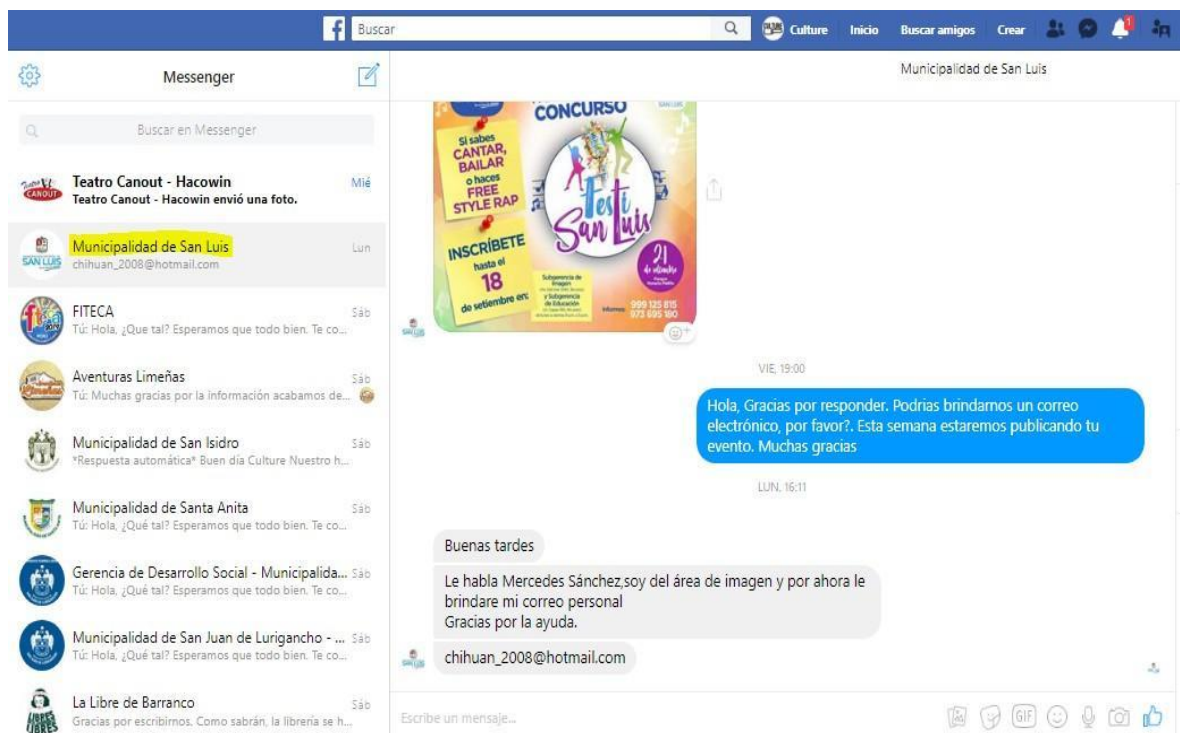 Buscar
Culture
Inicio
Buscar amigos
Crear
1
Messenger
Municipalidad de San Luis
Buscar en Messenger
Teatro Canout - Hacowin
Mié
Teatro Canout - Hacowin envió una foto.
Municipalidad de San Luis
Lun
chihuan_2008@hotmail.com
FITECA
Sáb
Tú: Hola, ¿Que tal? Esperamos que todo bien. Te co...
Aventuras Limeñas
Sáb
Tú: Muchas gracias por la información acabamos de...
Municipalidad de San Isidro
Sáb
*Respuesta automática* Buen día Culture Nuestro h...
Municipalidad de Santa Anita
Sáb
Tú: Hola, ¿Qué tal? Esperamos que todo bien. Te co...
Gerencia de Desarrollo Social - Municipalida...
Sáb
Tú: Hola, ¿Qué tal? Esperamos que todo bien. Te co...
Municipalidad de San Juan de Lurigancho - ...
Sáb
Tú: Hola, ¿Qué tal? Esperamos que todo bien. Te co...
La Libre de Barranco
Sáb
Gracias por escribirnos. Como sabrán, la librería se h...
CONCURSO
Si sabes
CANTAR,
BAILAR
o haces
FREE
STYLE RAP
Festi
San Luis
INSCRÍBETE
hasta el
18
de setiembre en:
Subgerencia de
Imagen
y Subgerencia
de Educación
21
de setiembre
Informes:
999 125 815
973 695 180
VIE, 19:00
Hola, Gracias por responder. Podrias brindarnos un correo
electrónico, por favor?. Esta semana estaremos publicando tu
evento. Muchas gracias
LUN, 16:11
Buenas tardes
Le habla Mercedes Sánchez,soy del área de imagen y por ahora le
brindare mi correo personal
Gracias por la ayuda.
chihuan_2008@hotmail.com
Escribe un mensaje...
GIF